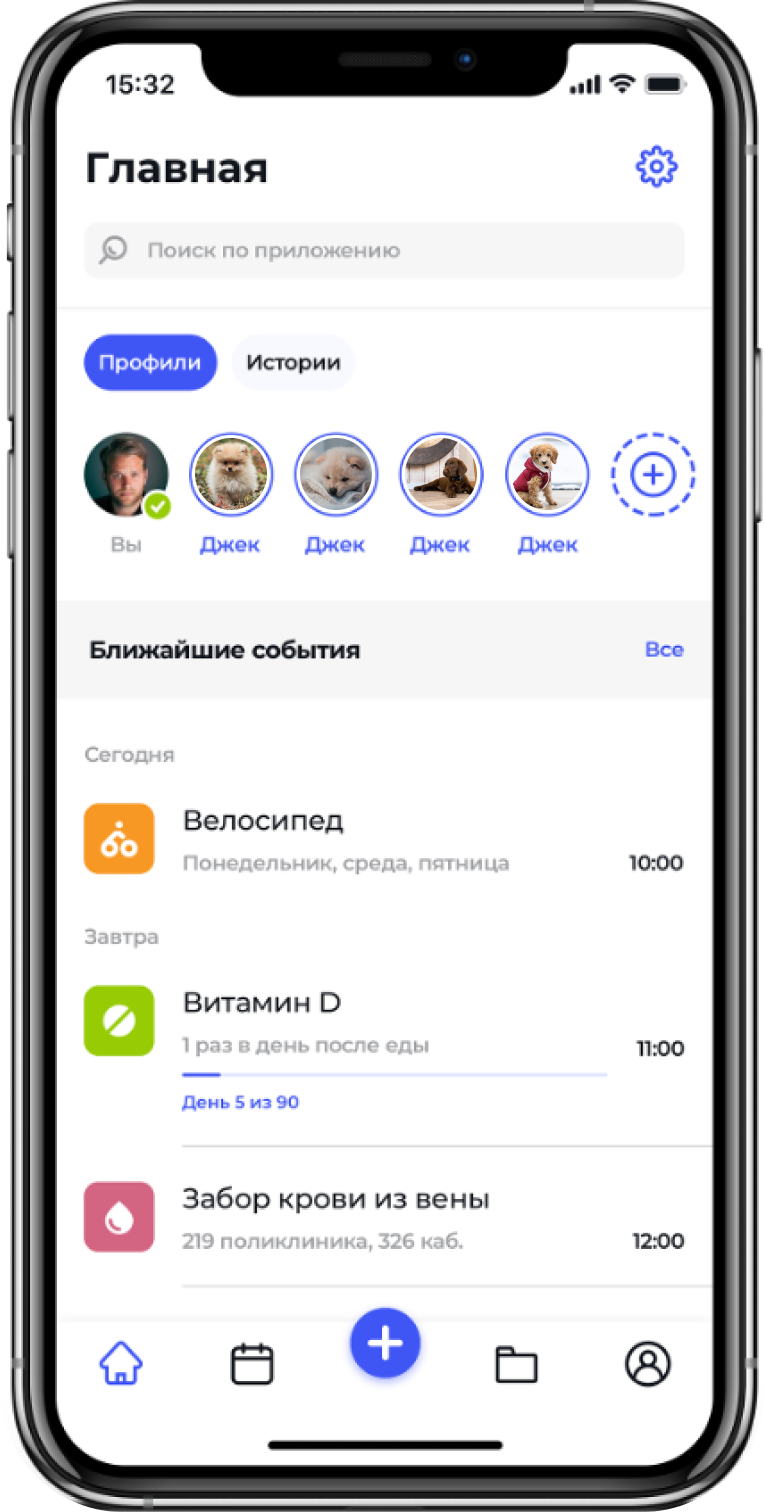 15:32
Главная
Поиск по приложению
Профили
Истории
Вы
Джек
Джек
Джек
Джек
Ближайшие события
Все
Сегодня
Велосипед
Понедельник, среда, пятница
10:00
Завтра
Витамин D
1 раз в день после еды
11:00
День 5 из 90
Забор крови из вены
219 поликлиника, 326 каб.
12:00